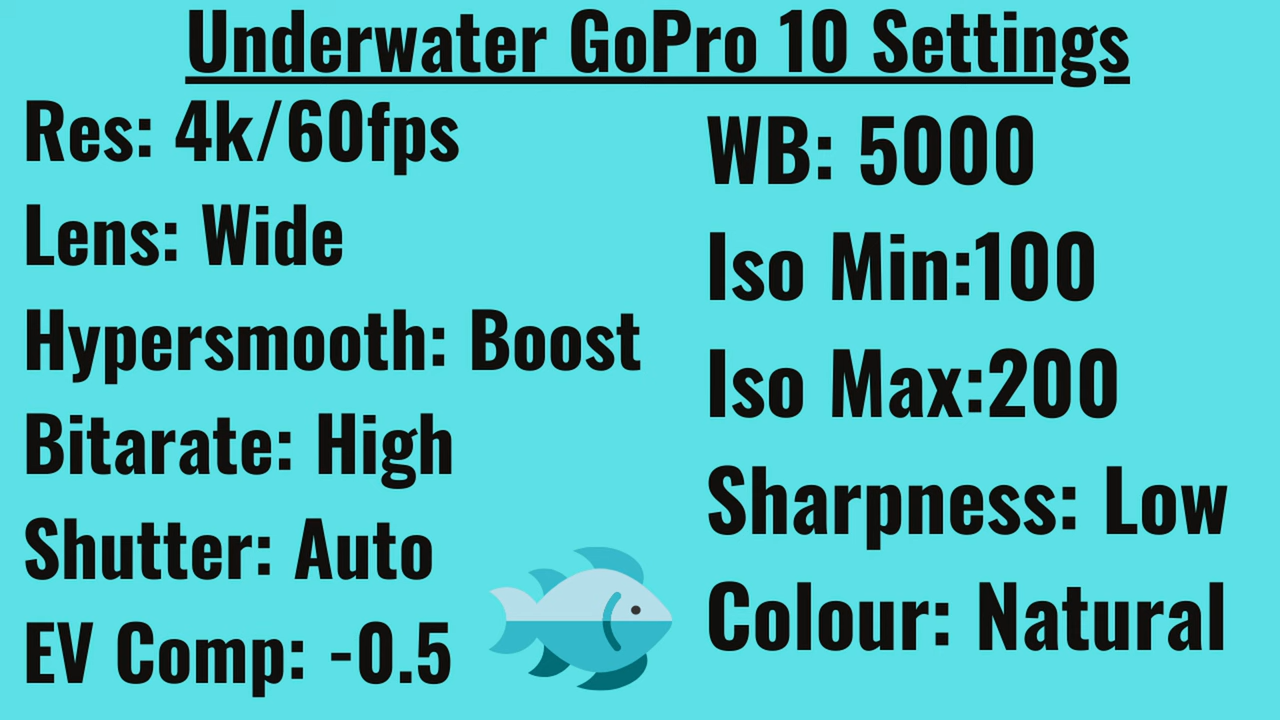 Underwater GoPro 10 Settings
Res: 4k/60fps
Lens: Wide
Hypersmooth: Boost
Bitarate: High
Shutter: Auto
EV Comp: -0.5
WB: 5000
Iso Min:100
Iso Max:200
Sharpness: Low
Colour: Natural